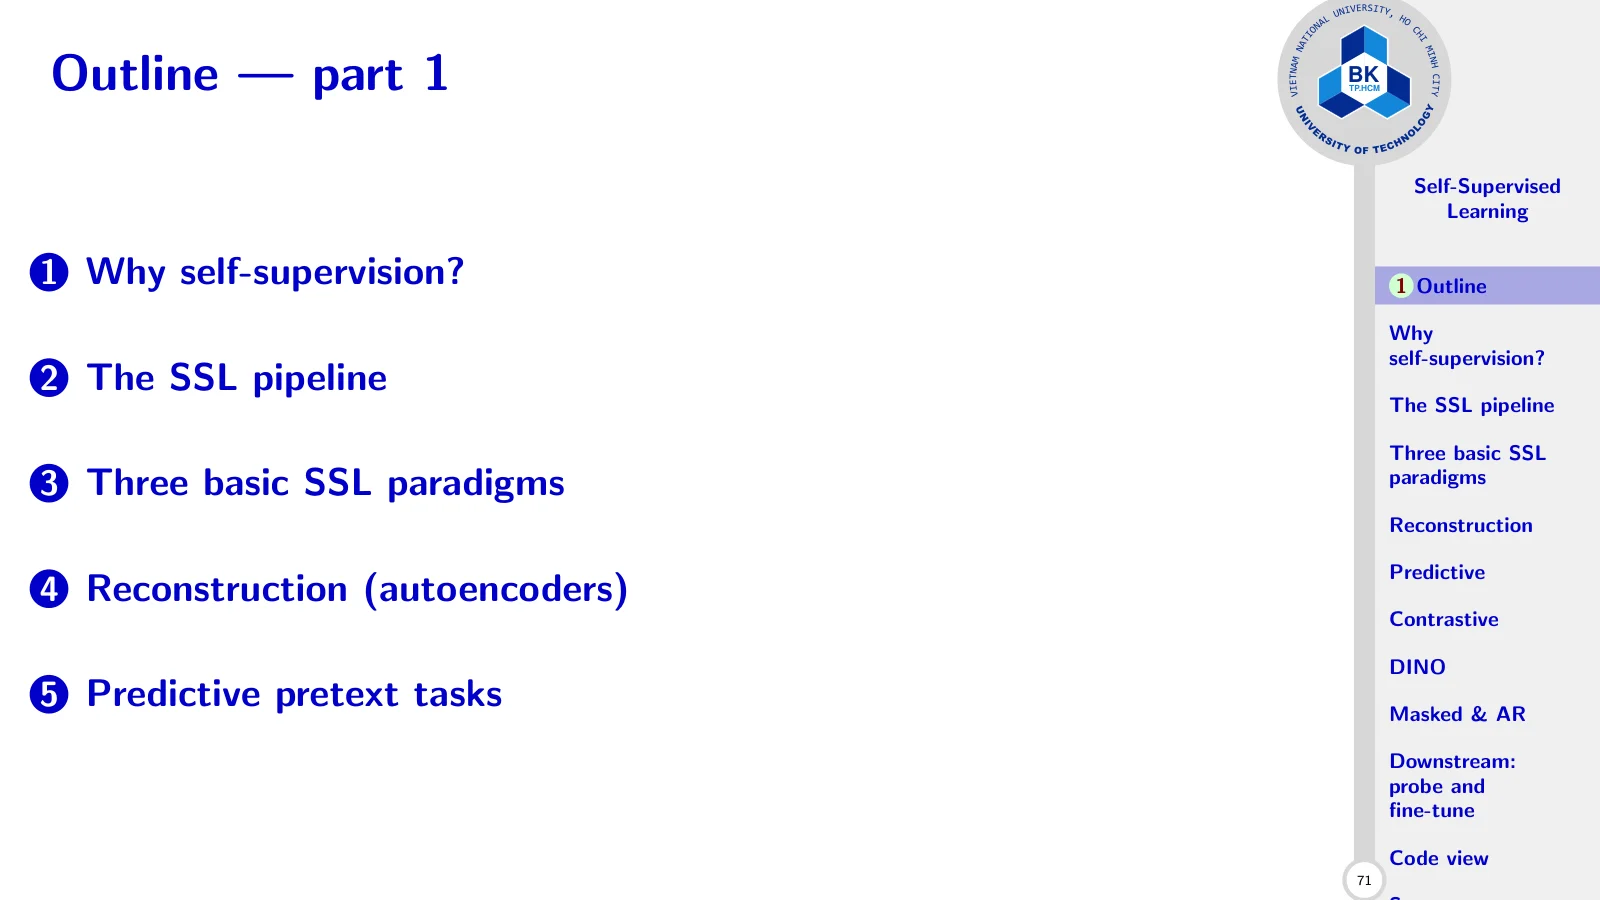 Outline — part 1
1 Why self-supervision?
2 The SSL pipeline
3 Three basic SSL paradigms
4 Reconstruction (autoencoders)
5 Predictive pretext tasks
VIETNAM NATIONAL UNIVERSITY, HO CHI MINH CITY
BK
TP.HCM
UNIVERSITY OF TECHNOLOGY
Self-Supervised
Learning
1 Outline
Why
self-supervision?
The SSL pipeline
Three basic SSL
paradigms
Reconstruction
Predictive
Contrastive
DINO
Masked & AR
Downstream:
probe and
fine-tune
Code view
71